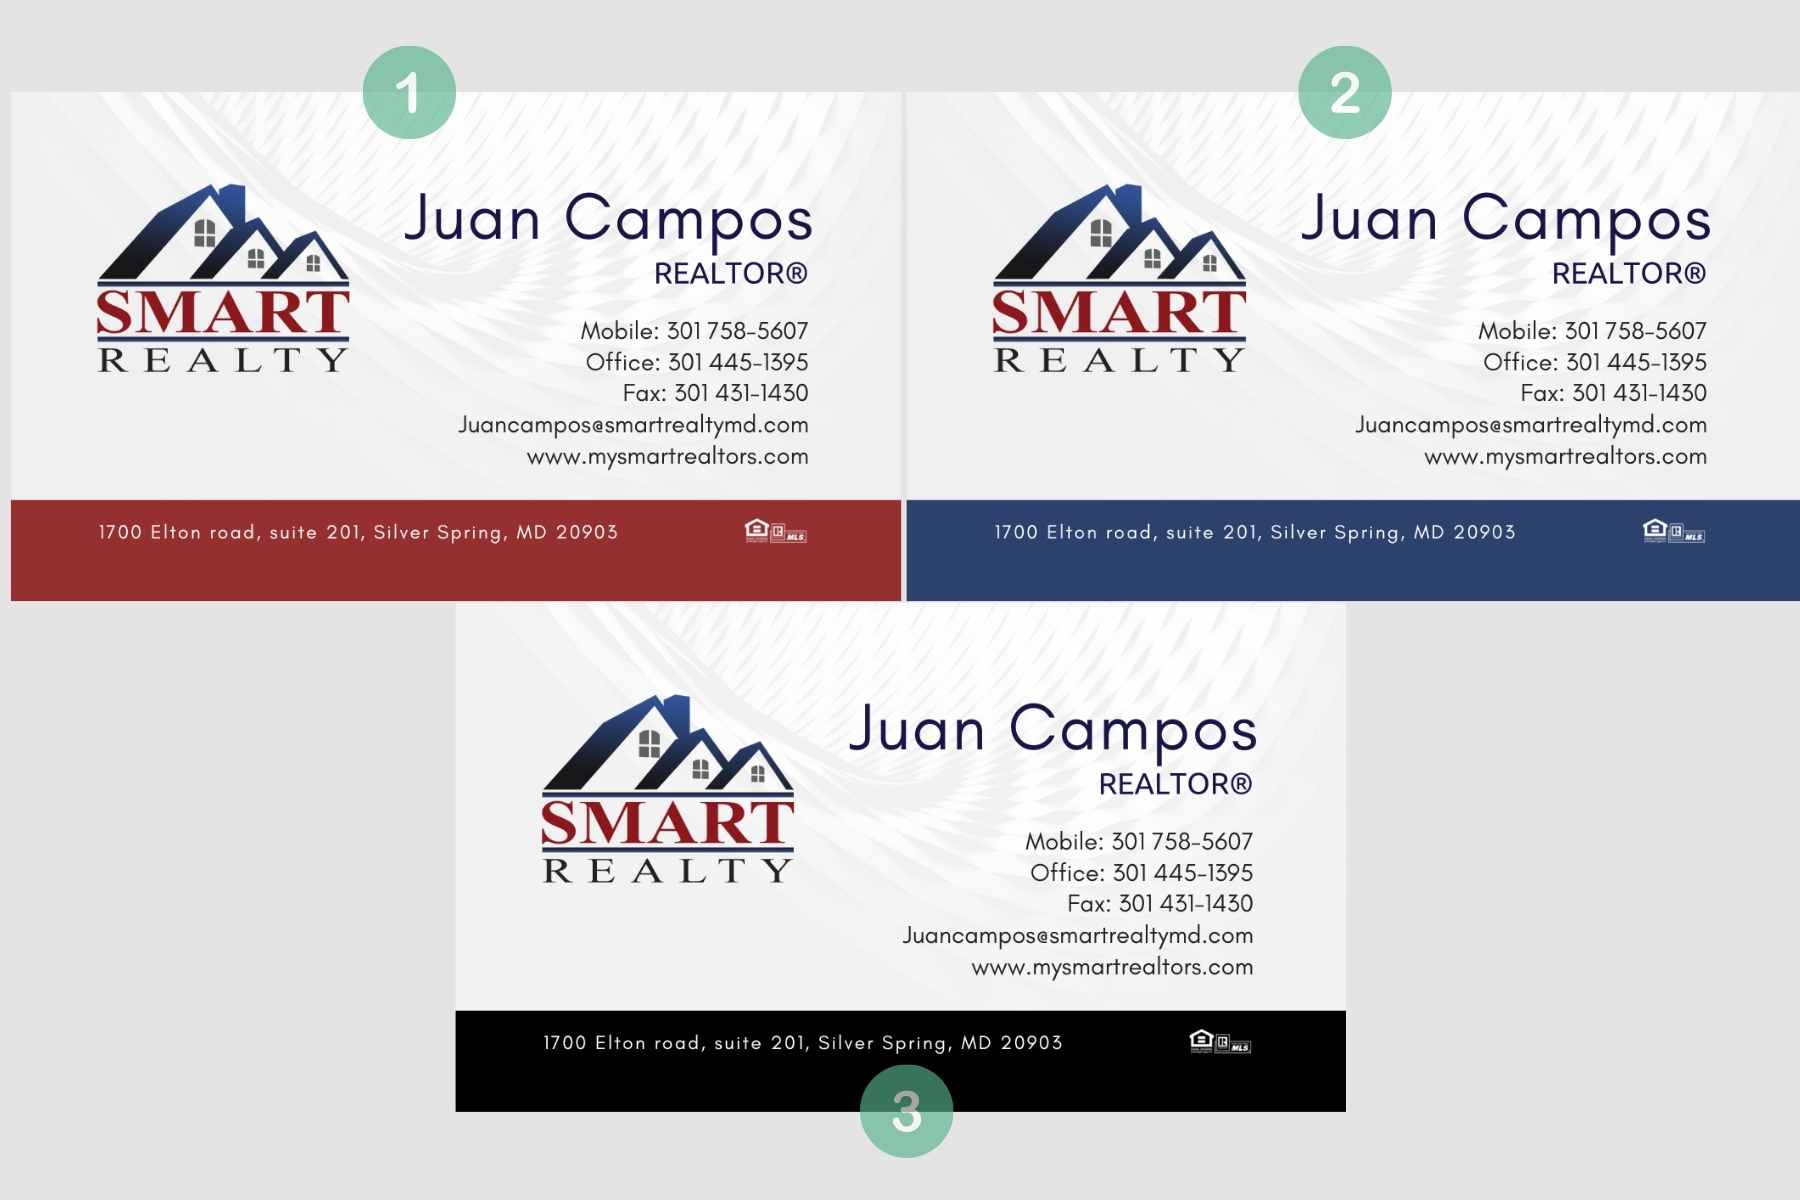 1
SMART
REALTY
Juan Campos
REALTOR®
Mobile: 301 758-5607
Office: 301 445-1395
Fax: 301 431-1430
Juancampos@smartrealtymd.com
www.mysmartrealtors.com
1700 Elton road, suite 201, Silver Spring, MD 20903
R MLS
2
SMART
REALTY
Juan Campos
REALTOR®
Mobile: 301 758-5607
Office: 301 445-1395
Fax: 301 431-1430
Juancampos@smartrealtymd.com
www.mysmartrealtors.com
1700 Elton road, suite 201, Silver Spring, MD 20903
R MLS
SMART
REALTY
Juan Campos
REALTOR®
Mobile: 301 758-5607
Office: 301 445-1395
Fax: 301 431-1430
Juancampos@smartrealtymd.com
www.mysmartrealtors.com
1700 Elton road, suite 201, Silver Spring, MD 20903
R MLS
3